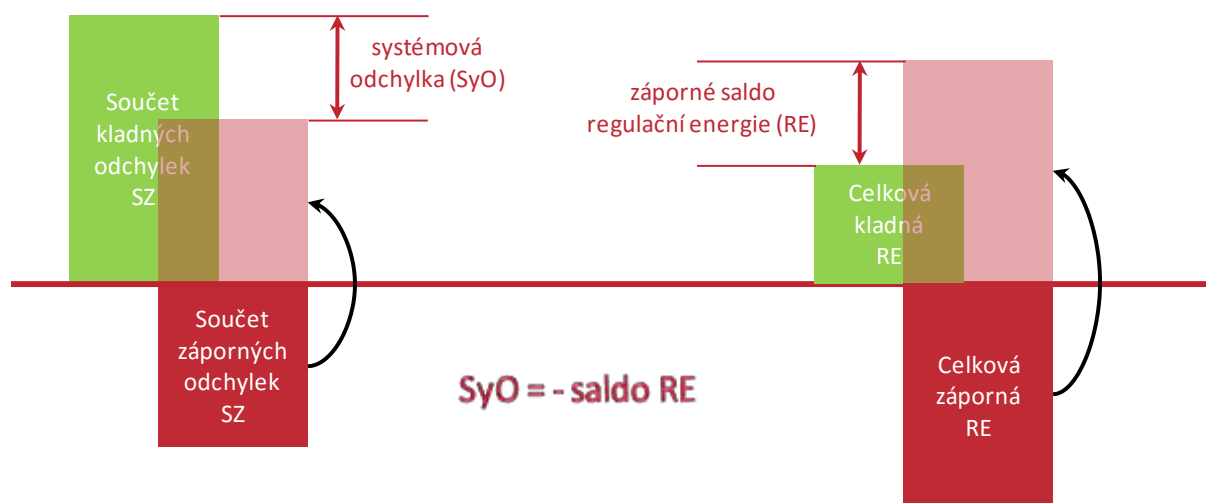 systémová
odchylka (SyO)
Součet
kladných
odchylek
SZ
Součet
záporných
odchylek
SZ
záporné saldo
regulační energie (RE)
Celková
kladná
RE
Celková
záporná
RE
SyO = - saldo RE